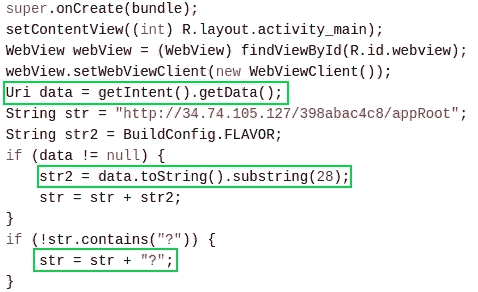 super.onCreate(bundle);
setContentView((int) R.layout.activity_main);
WebView webView = (WebView) findViewById(R.id.webview);
webView.setWebViewClient(new WebViewClient());
Uri data = getIntent().getData();
String str = "http://34.74.105.127/398abac4c8/appRoot";
String str2 = BuildConfig.FLAVOR;
if (data != null) {
    str2 = data.toString().substring(28);
    str = str + str2;
}
if (!str.contains("?")) {
    str = str + "?";
}